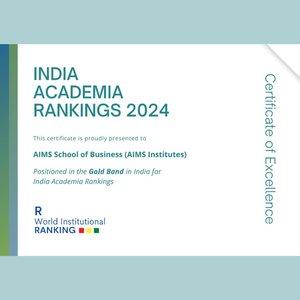 INDIA
ACADEMIA
RANKINGS 2024
This certificate is proudly presented to
AIMS School of Business (AIMS Institutes)
Positioned in the Gold Band in India for
India Academia Rankings
R
World Institutional
RANKING
Certificate of Excellence